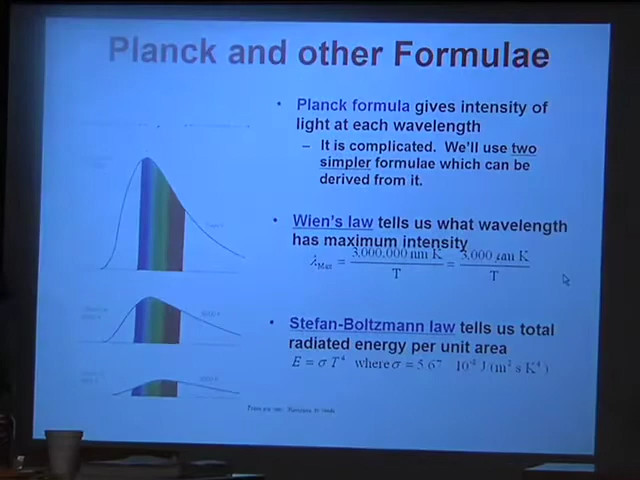 Planck and other Formulae
• Planck formula gives intensity of
light at each wavelength
– It is complicated. We'll use two
simpler formulae which can be
derived from it.
• Wien's law tells us what wavelength
has maximum intensity
λMax = 3,000,000 nm K / T = 3,000 µm K / T
• Stefan-Boltzmann law tells us total
radiated energy per unit area
E = σ T⁴ where σ = 5.67 10⁻⁸ J/(m² s K⁴)